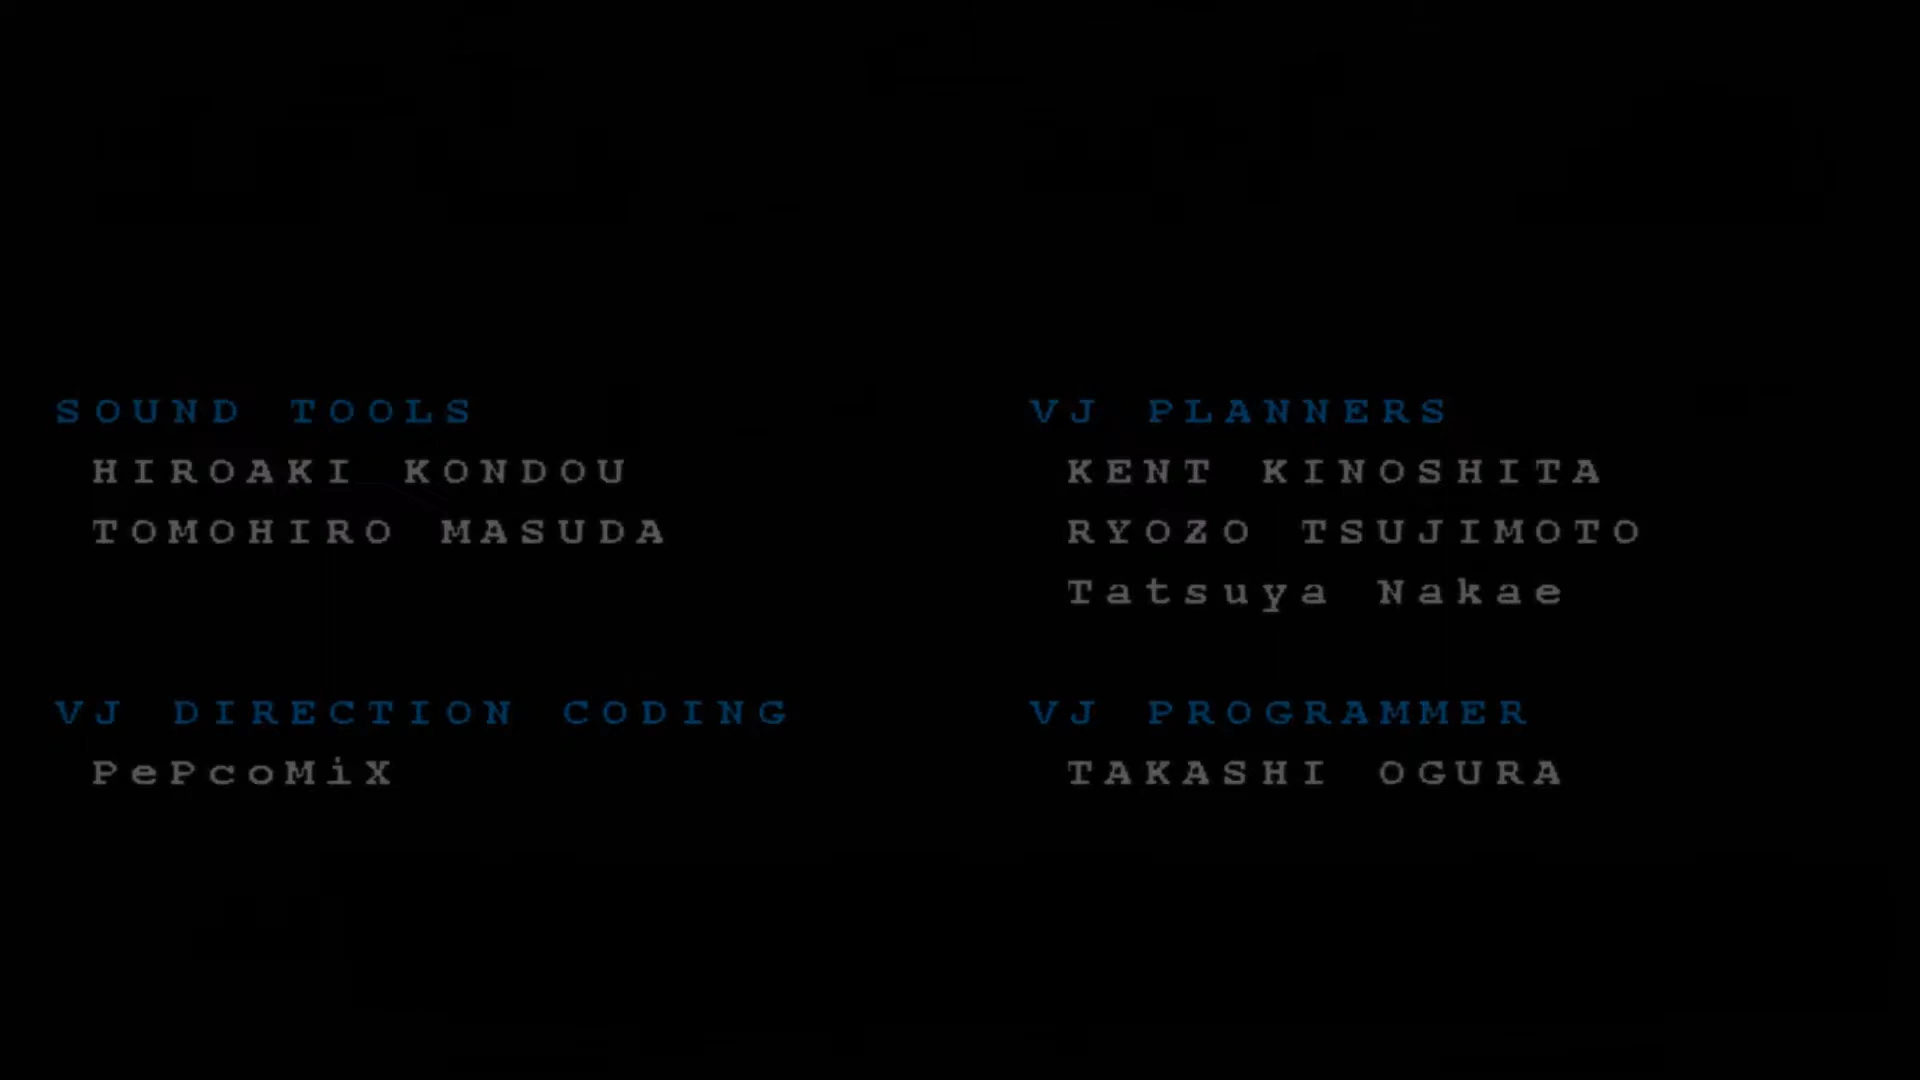 SOUND TOOLS
HIROAKI KONDOU
TOMOHIRO MASUDA
VJ PLANNERS
KENT KINOSHITA
RYOZO TSUJIMOTO
Tatsuya Nakae
VJ DIRECTION CODING
PePcoMiX
VJ PROGRAMMER
TAKASHI OGURA